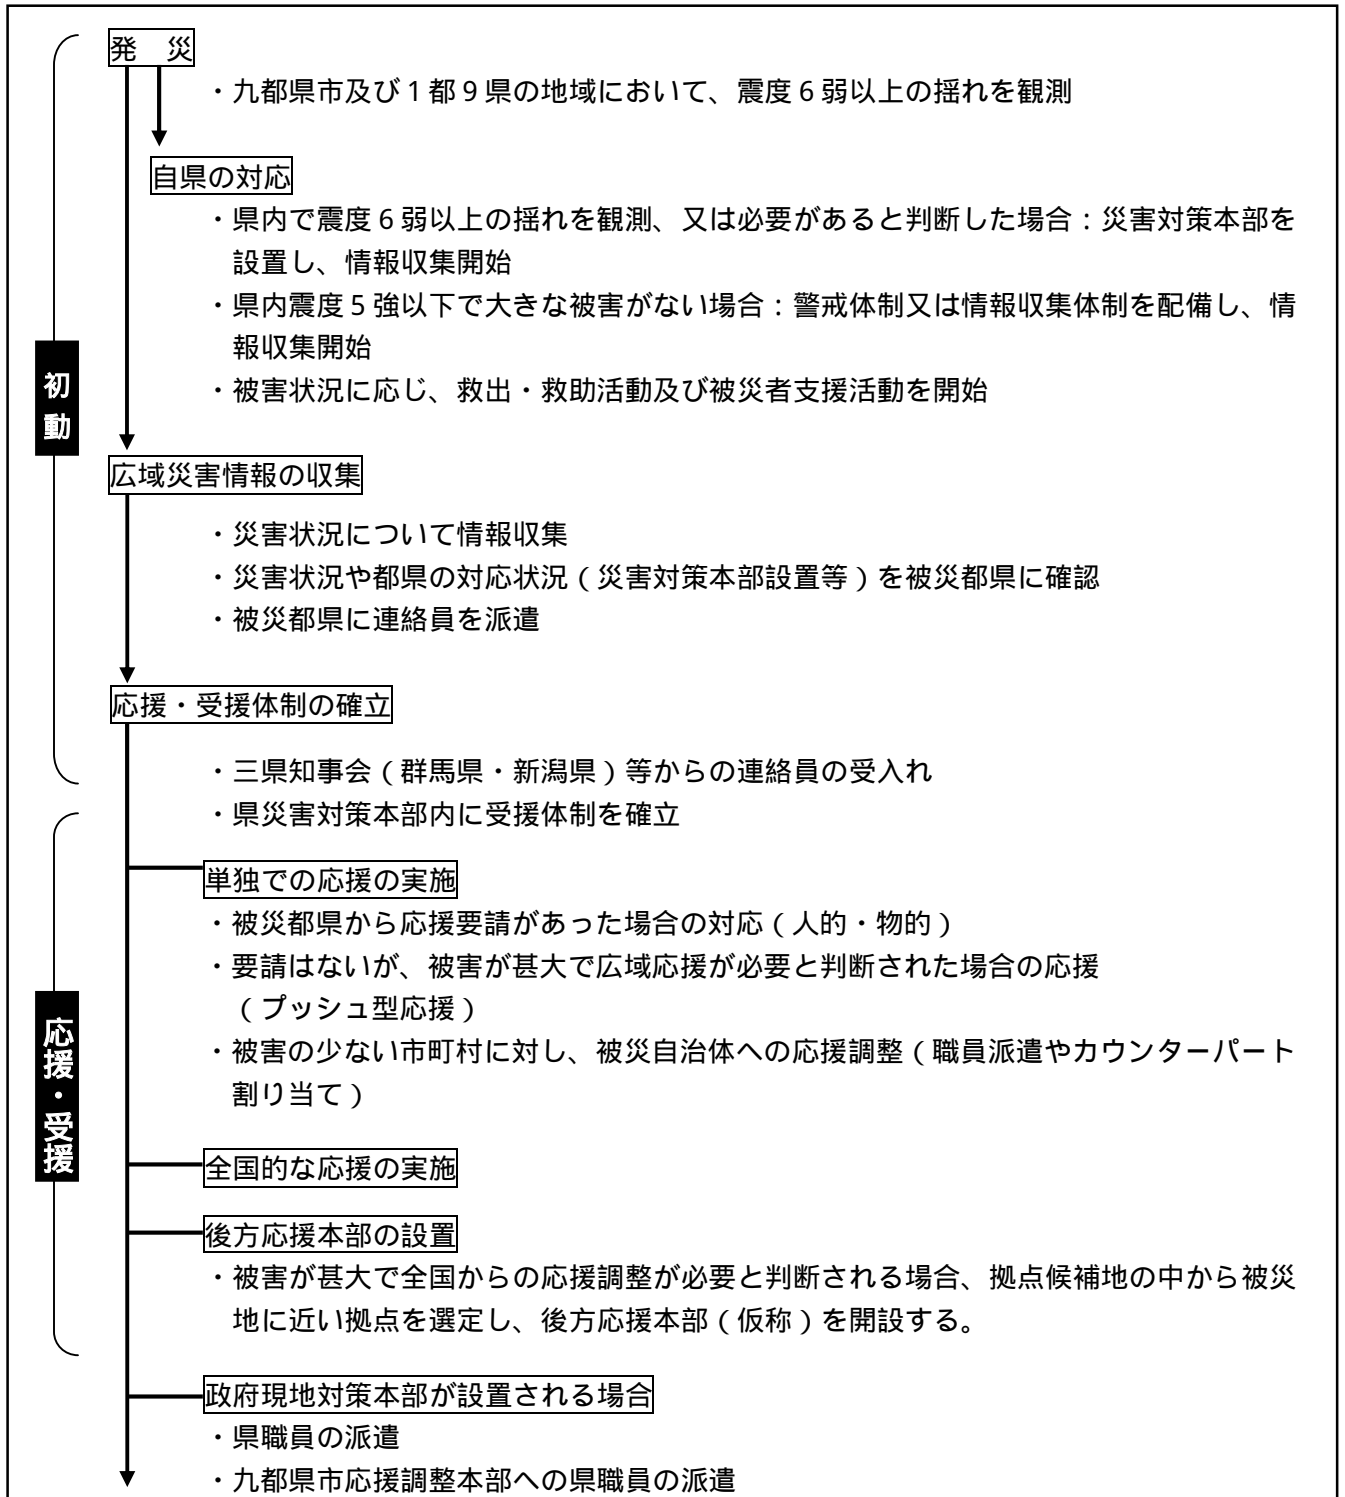 発　災
・九都県市及び1都9県の地域において、震度6弱以上の揺れを観測
自県の対応
・県内で震度6弱以上の揺れを観測、又は必要があると判断した場合：災害対策本部を
設置し、情報収集開始
・県内震度5強以下で大きな被害がない場合：警戒体制又は情報収集体制を配備し、情
報収集開始
・被害状況に応じ、救出・救助活動及び被災者支援活動を開始
初動
広域災害情報の収集
・災害状況について情報収集
・災害状況や都県の対応状況（災害対策本部設置等）を被災都県に確認
・被災都県に連絡員を派遣
応援・受援体制の確立
・三県知事会（群馬県・新潟県）等からの連絡員の受入れ
・県災害対策本部内に受援体制を確立
単独での応援の実施
・被災都県から応援要請があった場合の対応（人的・物的）
・要請はないが、被害が甚大で広域応援が必要と判断された場合の応援
（プッシュ型応援）
・被害の少ない市町村に対し、被災自治体への応援調整（職員派遣やカウンターパート
割り当て）
応援・受援
全国的な応援の実施
後方応援本部の設置
・被害が甚大で全国からの応援調整が必要と判断される場合、拠点候補地の中から被災
地に近い拠点を選定し、後方応援本部（仮称）を開設する。
政府現地対策本部が設置される場合
・県職員の派遣
・九都県市応援調整本部への県職員の派遣